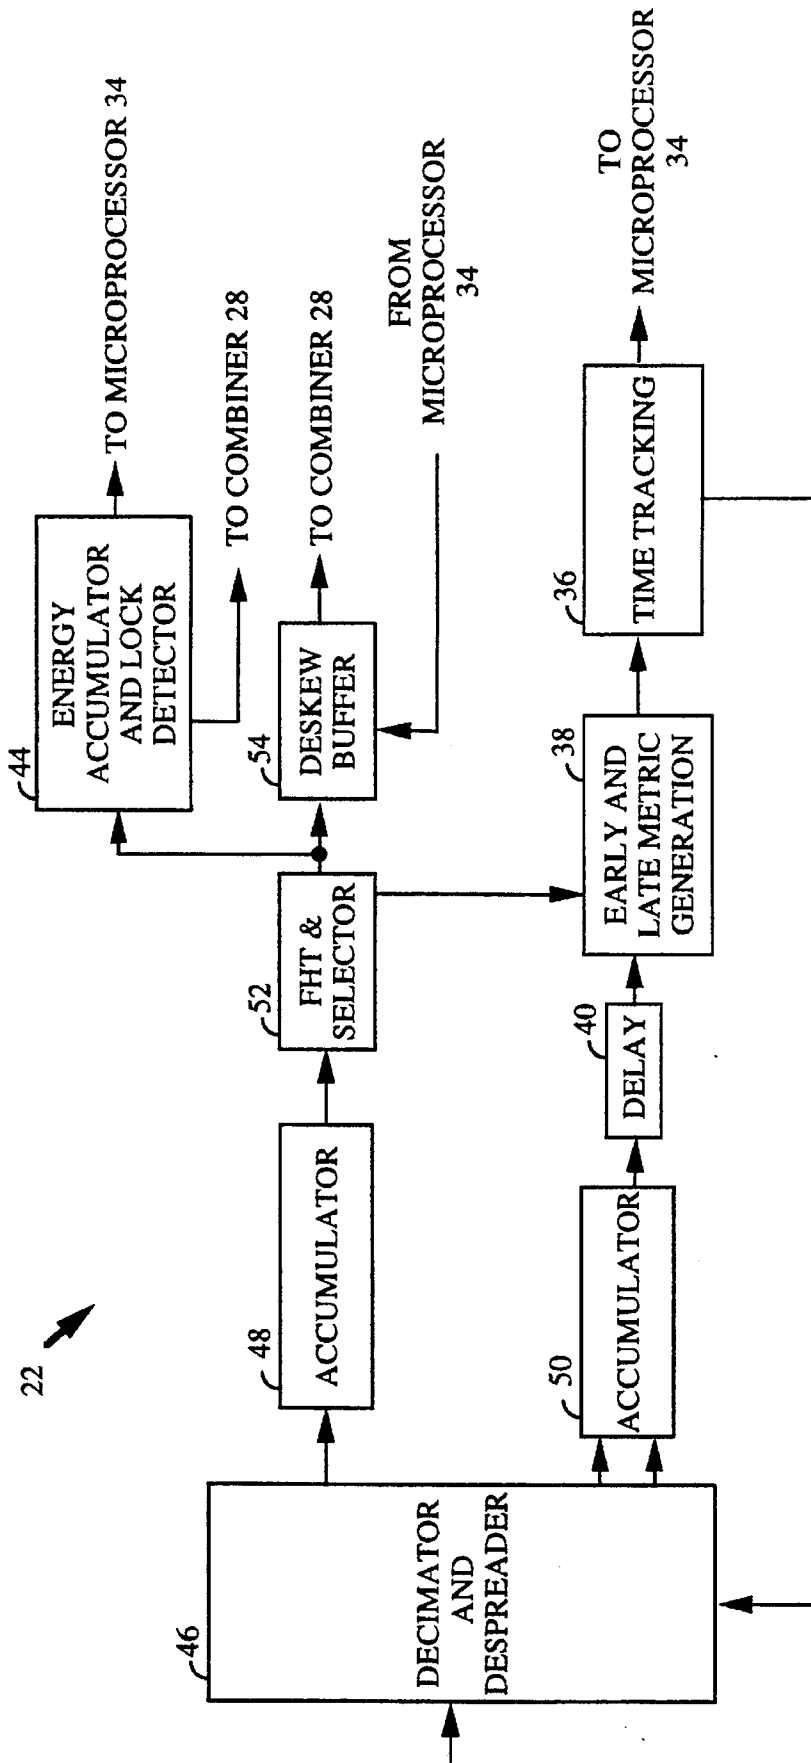 22
46
DECIMATOR
AND
DESPREADER
48
ACCUMULATOR
50
ACCUMULATOR
52
FHT &
SELECTOR
40
DELAY
44
ENERGY
ACCUMULATOR
AND LOCK
DETECTOR
TO MICROPROCESSOR 34
TO COMBINER 28
54
DESKEW
BUFFER
TO COMBINER 28
FROM
MICROPROCESSOR
34
38
EARLY AND
LATE METRIC
GENERATION
36
TIME TRACKING
TO
MICROPROCESSOR
34